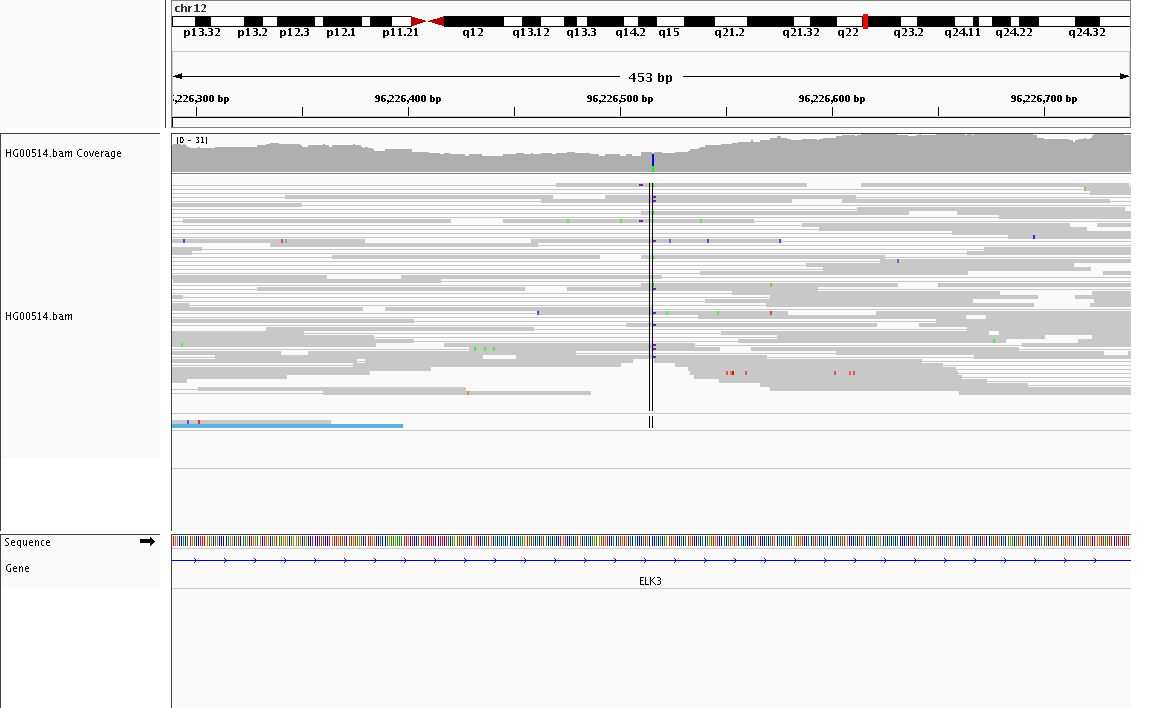 chr12
p13.32 p13.2 p12.3 p12.1 p11.21 q12 q13.12 q13.3 q14.2 q15 q21.2 q21.32 q22 q23.2 q24.11 q24.22 q24.32
453 bp
,226,300 bp 96,226,400 bp 96,226,500 bp 96,226,600 bp 96,226,700 bp
[0 - 31]
HG00514.bam Coverage
HG00514.bam
Sequence
Gene
ELK3